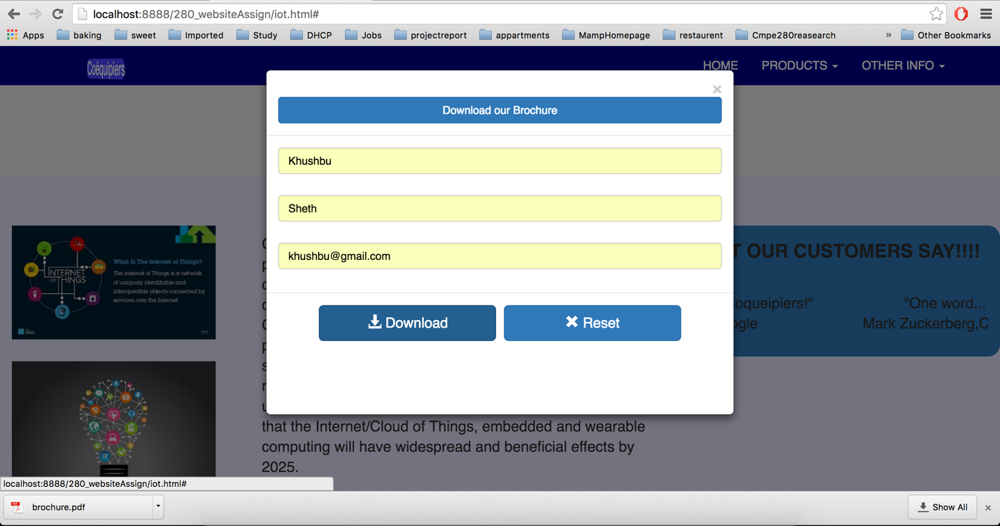 localhost:8888/280_websiteAssign/iot.html#
Apps baking sweet Imported Study DHCP Jobs projectreport appartments MampHomepage restaurent Cmpe280reasearch » Other Bookmarks
Coéquipiers
HOME PRODUCTS OTHER INFO
×
Download our Brochure
Khushbu
Sheth
khushbu@gmail.com
Download Reset
What Is The Internet of Things?
The internet of Things is a network
of uniquely identifiable and
interoperable objects connected by
services over the Internet.
INTERNET
OF THINGS
T OUR CUSTOMERS SAY!!!!
oqueipiers!" "One word...
ogle Mark Zuckerberg,C
that the Internet/Cloud of Things, embedded and wearable
computing will have widespread and beneficial effects by
2025.
localhost:8888/280_websiteAssign/iot.html#
brochure.pdf Show All ×